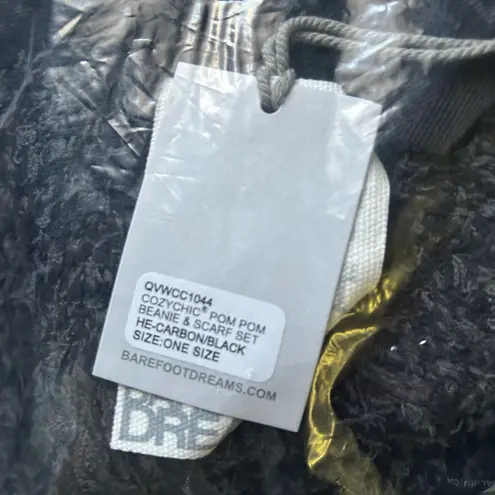 QVWCC1044
COZYCHIC® POM POM
BEANIE & SCARF SET
HE-CARBON/BLACK
SIZE:ONE SIZE
BAREFOOTDREAMS.COM